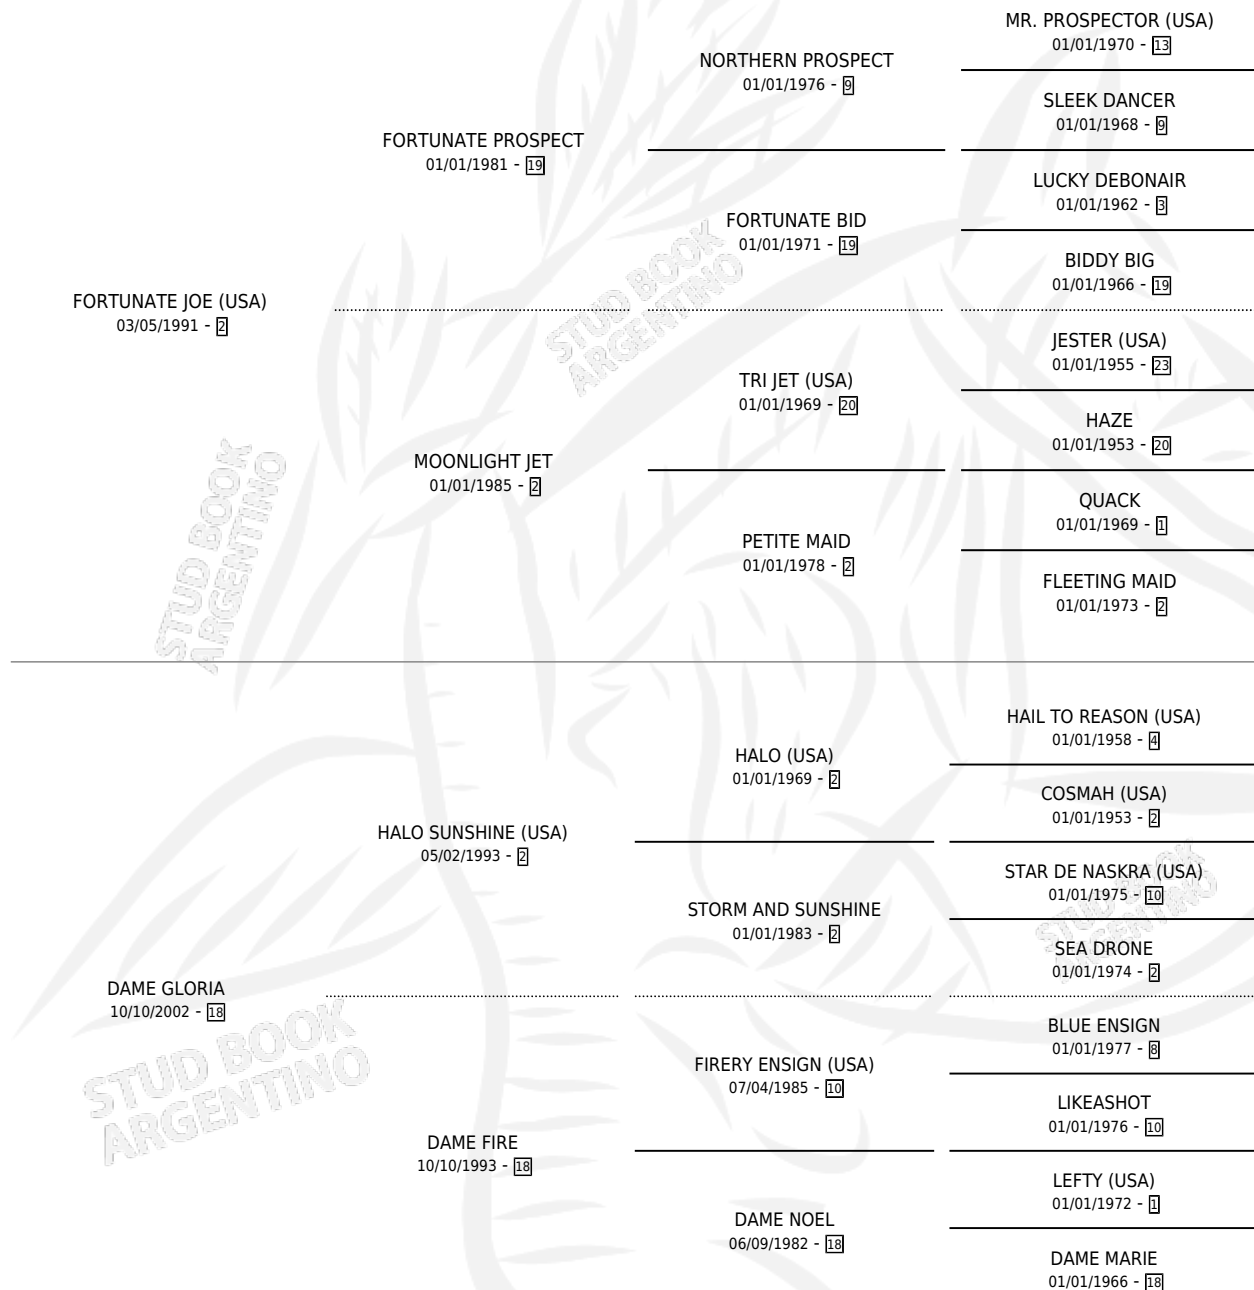 MR. PROSPECTOR (USA)
01/01/1970 - 13
NORTHERN PROSPECT
01/01/1976 - 9
SLEEK DANCER
01/01/1968 - 9
FORTUNATE PROSPECT
01/01/1981 - 19
LUCKY DEBONAIR
01/01/1962 - 3
FORTUNATE BID
01/01/1971 - 19
BIDDY BIG
01/01/1966 - 19
FORTUNATE JOE (USA)
03/05/1991 - 2
JESTER (USA)
01/01/1955 - 23
TRI JET (USA)
01/01/1969 - 20
HAZE
01/01/1953 - 20
MOONLIGHT JET
01/01/1985 - 2
QUACK
01/01/1969 - 1
PETITE MAID
01/01/1978 - 2
FLEETING MAID
01/01/1973 - 2
HAIL TO REASON (USA)
01/01/1958 - 4
HALO (USA)
01/01/1969 - 2
COSMAH (USA)
01/01/1953 - 2
HALO SUNSHINE (USA)
05/02/1993 - 2
STAR DE NASKRA (USA)
01/01/1975 - 10
STORM AND SUNSHINE
01/01/1983 - 2
SEA DRONE
01/01/1974 - 2
DAME GLORIA
10/10/2002 - 18
BLUE ENSIGN
01/01/1977 - 8
FIRERY ENSIGN (USA)
07/04/1985 - 10
LIKEASHOT
01/01/1976 - 10
DAME FIRE
10/10/1993 - 18
LEFTY (USA)
01/01/1972 - 1
DAME NOEL
06/09/1982 - 18
DAME MARIE
01/01/1966 - 18
STUD BOOK
ARGENTINO
STUD BOOK
ARGENTINO
STUD BOOK
ARGENTINO
STUD BOOK
ARGENTINO